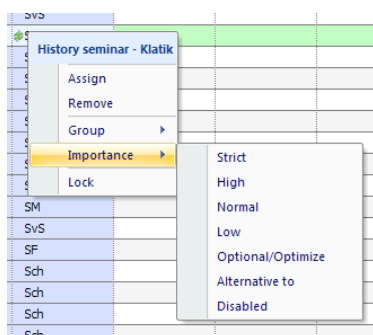 SvS
History seminar - Klatik
Assign
Remove
Group
Importance
Lock
Strict
High
Normal
Low
Optional/Optimize
Alternative to
Disabled
SM
SvS
SF
Sch
Sch
Sch